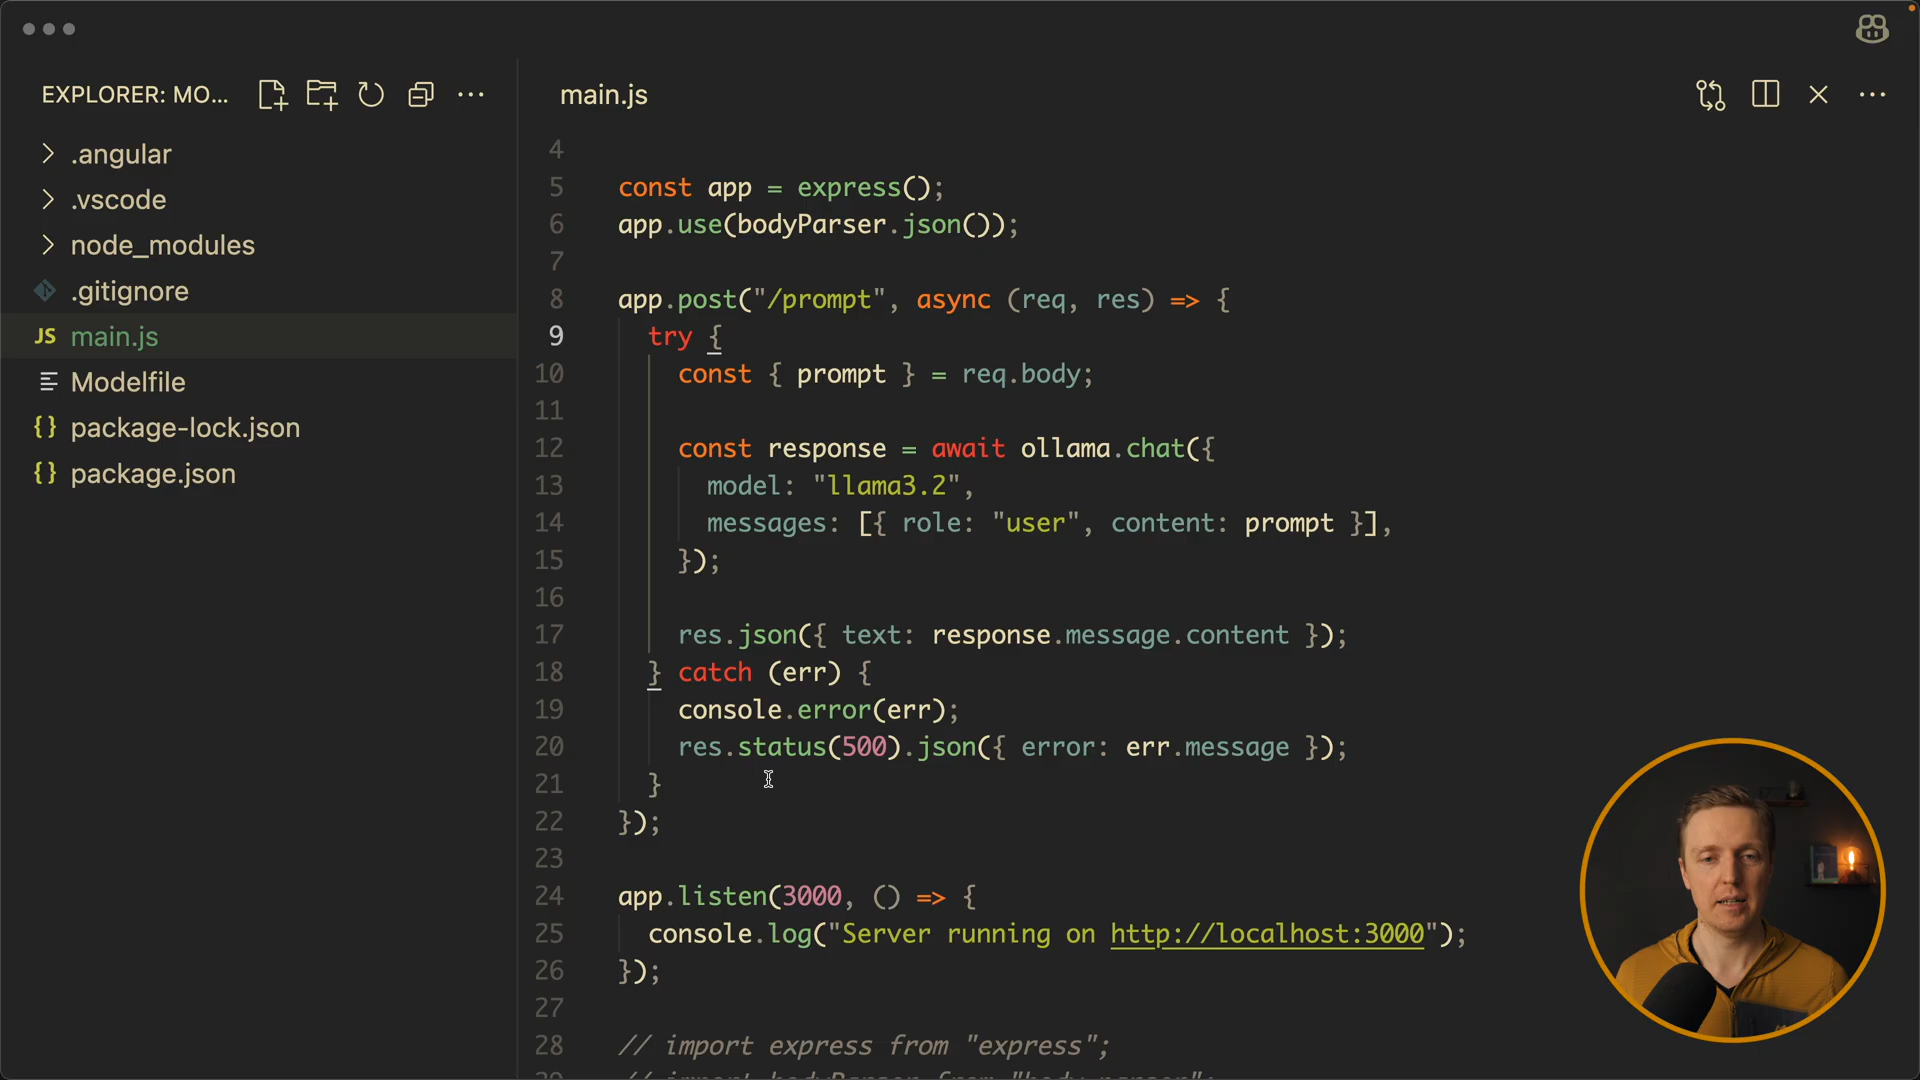 EXPLORER: MO...
.angular
.vscode
node_modules
.gitignore
JS main.js
Modelfile
{} package-lock.json
{} package.json
main.js
4
5 const app = express();
6 app.use(bodyParser.json());
7
8 app.post("/prompt", async (req, res) => {
9 try {
10 const { prompt } = req.body;
11
12 const response = await ollama.chat({
13 model: "llama3.2",
14 messages: [{ role: "user", content: prompt }],
15 });
16
17 res.json({ text: response.message.content });
18 } catch (err) {
19 console.error(err);
20 res.status(500).json({ error: err.message });
21 }
22 });
23
24 app.listen(3000, () => {
25 console.log("Server running on http://localhost:3000");
26 });
27
28 // import express from "express";